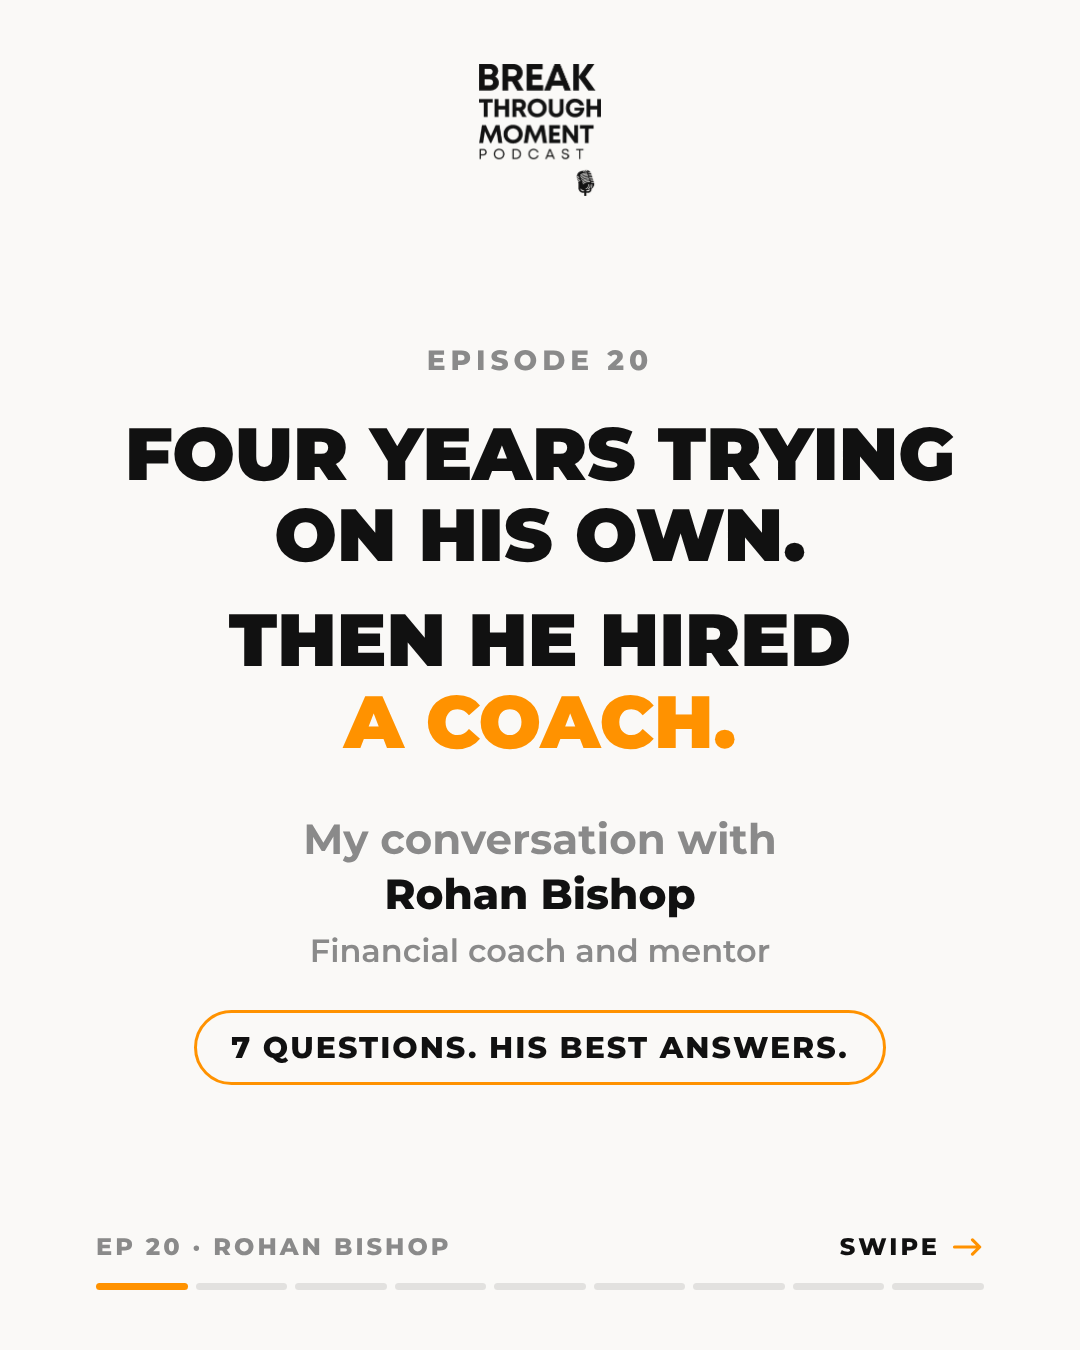 BREAK
THROUGH
MOMENT
PODCAST
EPISODE 20
FOUR YEARS TRYING
ON HIS OWN.
THEN HE HIRED
A COACH.
My conversation with
Rohan Bishop
Financial coach and mentor
7 QUESTIONS. HIS BEST ANSWERS.
EP 20 · ROHAN BISHOP
SWIPE →